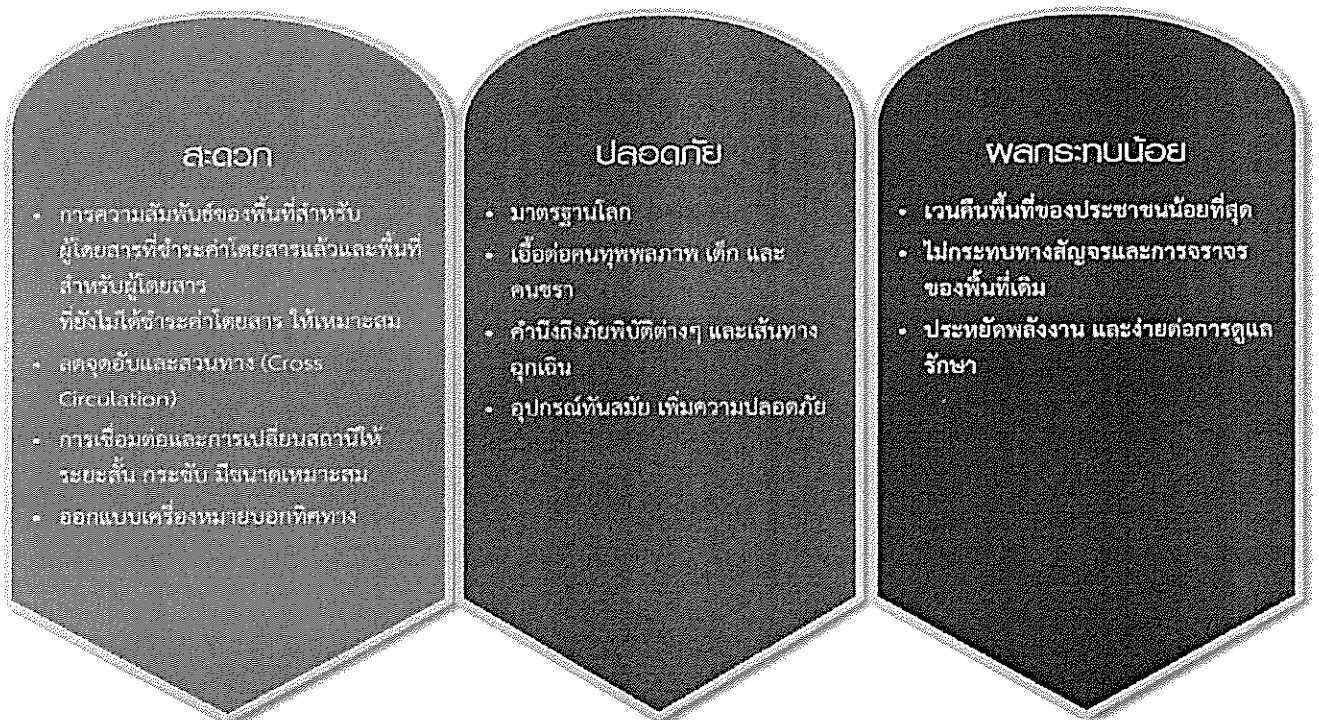 สะดวก
• การความสัมพันธ์ของพื้นที่สำหรับ
ผู้โดยสารที่ชำระค่าโดยสารแล้วและพื้นที่
สำหรับผู้โดยสาร
ที่ยังไม่ได้ชำระค่าโดยสาร ให้เหมาะสม
• ลดจุดอับและสวนทาง (Cross
Circulation)
• การเชื่อมต่อและการเปลี่ยนสถานีให้
ระยะสั้น กระชับ มีขนาดเหมาะสม
• ออกแบบเครื่องหมายบอกทิศทาง
ปลอดภัย
• มาตรฐานโลก
• เอื้อต่อคนทุพพลภาพ เด็ก และ
คนชรา
• คำนึงถึงภัยพิบัติต่างๆ และเส้นทาง
ฉุกเฉิน
• อุปกรณ์ทันสมัย เพิ่มความปลอดภัย
ผลกระทบน้อย
• เวนคืนพื้นที่ของประชาชนน้อยที่สุด
• ไม่กระทบทางสัญจรและการจราจร
ของพื้นที่เดิม
• ประหยัดพลังงาน และง่ายต่อการดูแล
รักษา